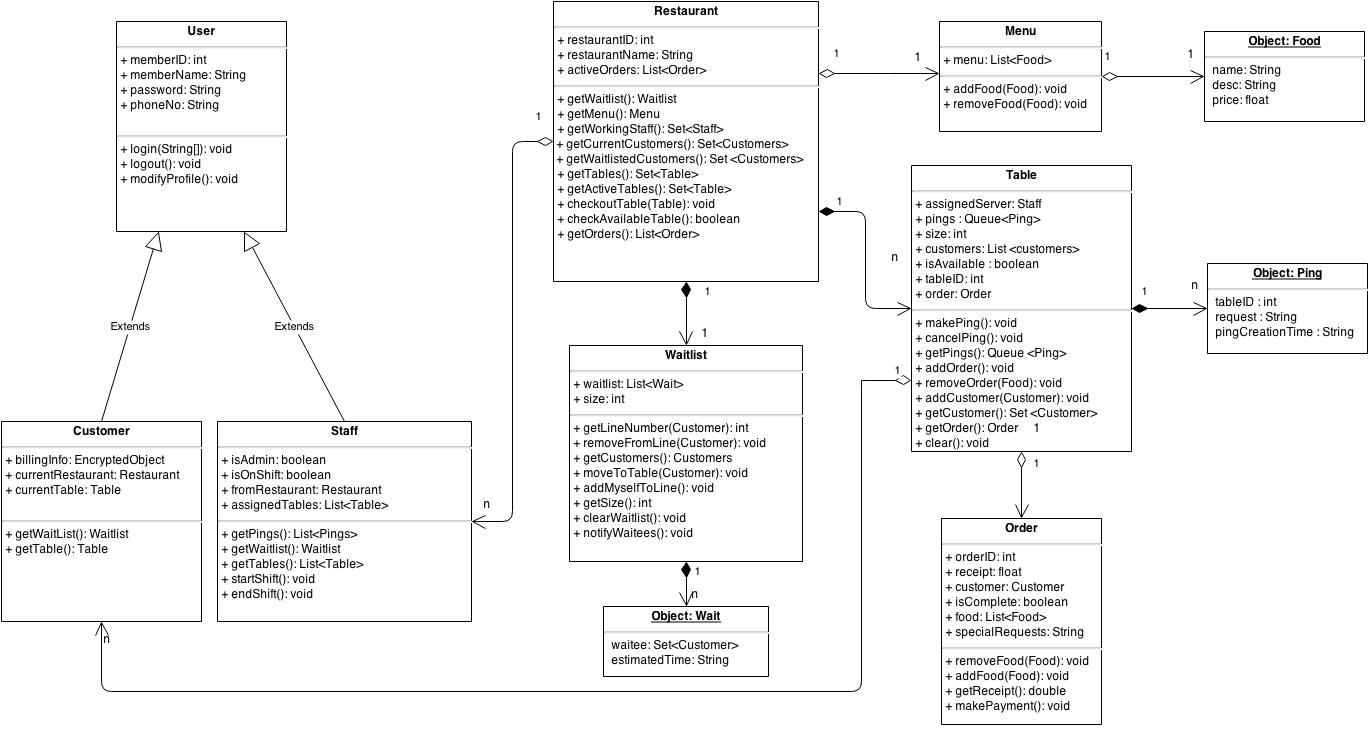 User
+ memberID: int
+ memberName: String
+ password: String
+ phoneNo: String
+ login(String[]): void
+ logout(): void
+ modifyProfile(): void
Extends
Extends
Customer
+ billingInfo: EncryptedObject
+ currentRestaurant: Restaurant
+ currentTable: Table
+ getWaitList(): Waitlist
+ getTable(): Table
n
Staff
+ isAdmin: boolean
+ isOnShift: boolean
+ fromRestaurant: Restaurant
+ assignedTables: List<Table>
+ getPings(): List<Pings>
+ getWaitlist(): Waitlist
+ getTables(): List<Table>
+ startShift(): void
+ endShift(): void
n
1
Restaurant
+ restaurantID: int
+ restaurantName: String
+ activeOrders: List<Order>
+ getWaitlist(): Waitlist
+ getMenu(): Menu
+ getWorkingStaff(): Set<Staff>
+ getCurrentCustomers(): Set<Customers>
+ getWaitlistedCustomers(): Set <Customers>
+ getTables(): Set<Table>
+ getActiveTables(): Set<Table>
+ checkoutTable(Table): void
+ checkAvailableTable(): boolean
+ getOrders(): List<Order>
1
1
Waitlist
+ waitlist: List<Wait>
+ size: int
+ getLineNumber(Customer): int
+ removeFromLine(Customer): void
+ getCustomers(): Customers
+ moveToTable(Customer): void
+ addMyselfToLine(): void
+ getSize(): int
+ clearWaitlist(): void
+ notifyWaitees(): void
1
n
Object: Wait
waitee: Set<Customer>
estimatedTime: String
1
1
Menu
+ menu: List<Food>
+ addFood(Food): void
+ removeFood(Food): void
1
1
Object: Food
name: String
desc: String
price: float
1
n
Table
+ assignedServer: Staff
+ pings : Queue<Ping>
+ size: int
+ customers: List <customers>
+ isAvailable : boolean
+ tableID: int
+ order: Order
+ makePing(): void
+ cancelPing(): void
+ getPings(): Queue <Ping>
+ addOrder(): void
+ removeOrder(Food): void
+ addCustomer(Customer): void
+ getCustomer(): Set <Customer>
+ getOrder(): Order 1
+ clear(): void
1
1
n
Object: Ping
tableID : int
request : String
pingCreationTime : String
1
Order
+ orderID: int
+ receipt: float
+ customer: Customer
+ isComplete: boolean
+ food: List<Food>
+ specialRequests: String
+ removeFood(Food): void
+ addFood(Food): void
+ getReceipt(): double
+ makePayment(): void